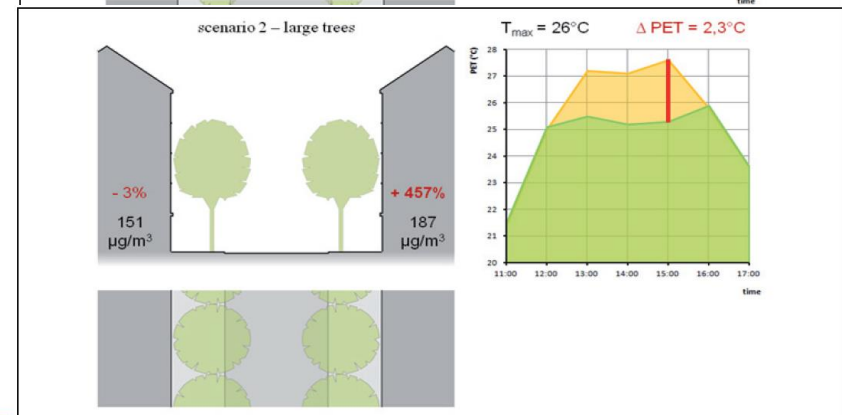 time
scenario 2 – large trees
Tmax = 26°C
Δ PET = 2,3°C
PET (°C)
28
27
26
25
24
23
22
21
20
11:00 12:00 13:00 14:00 15:00 16:00 17:00
time
- 3%
151
µg/m³
+ 457%
187
µg/m³